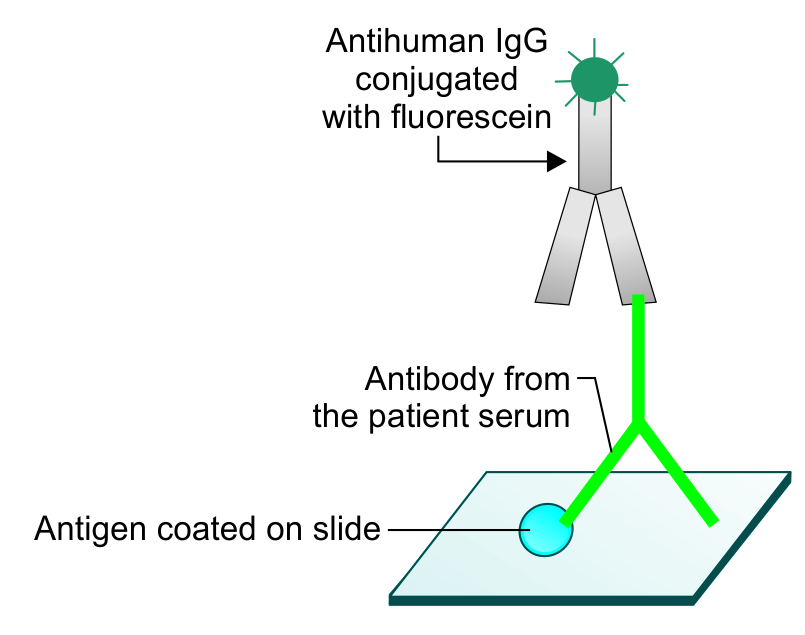 Antihuman IgG
conjugated
with fluorescein
Antibody from
the patient serum
Antigen coated on slide